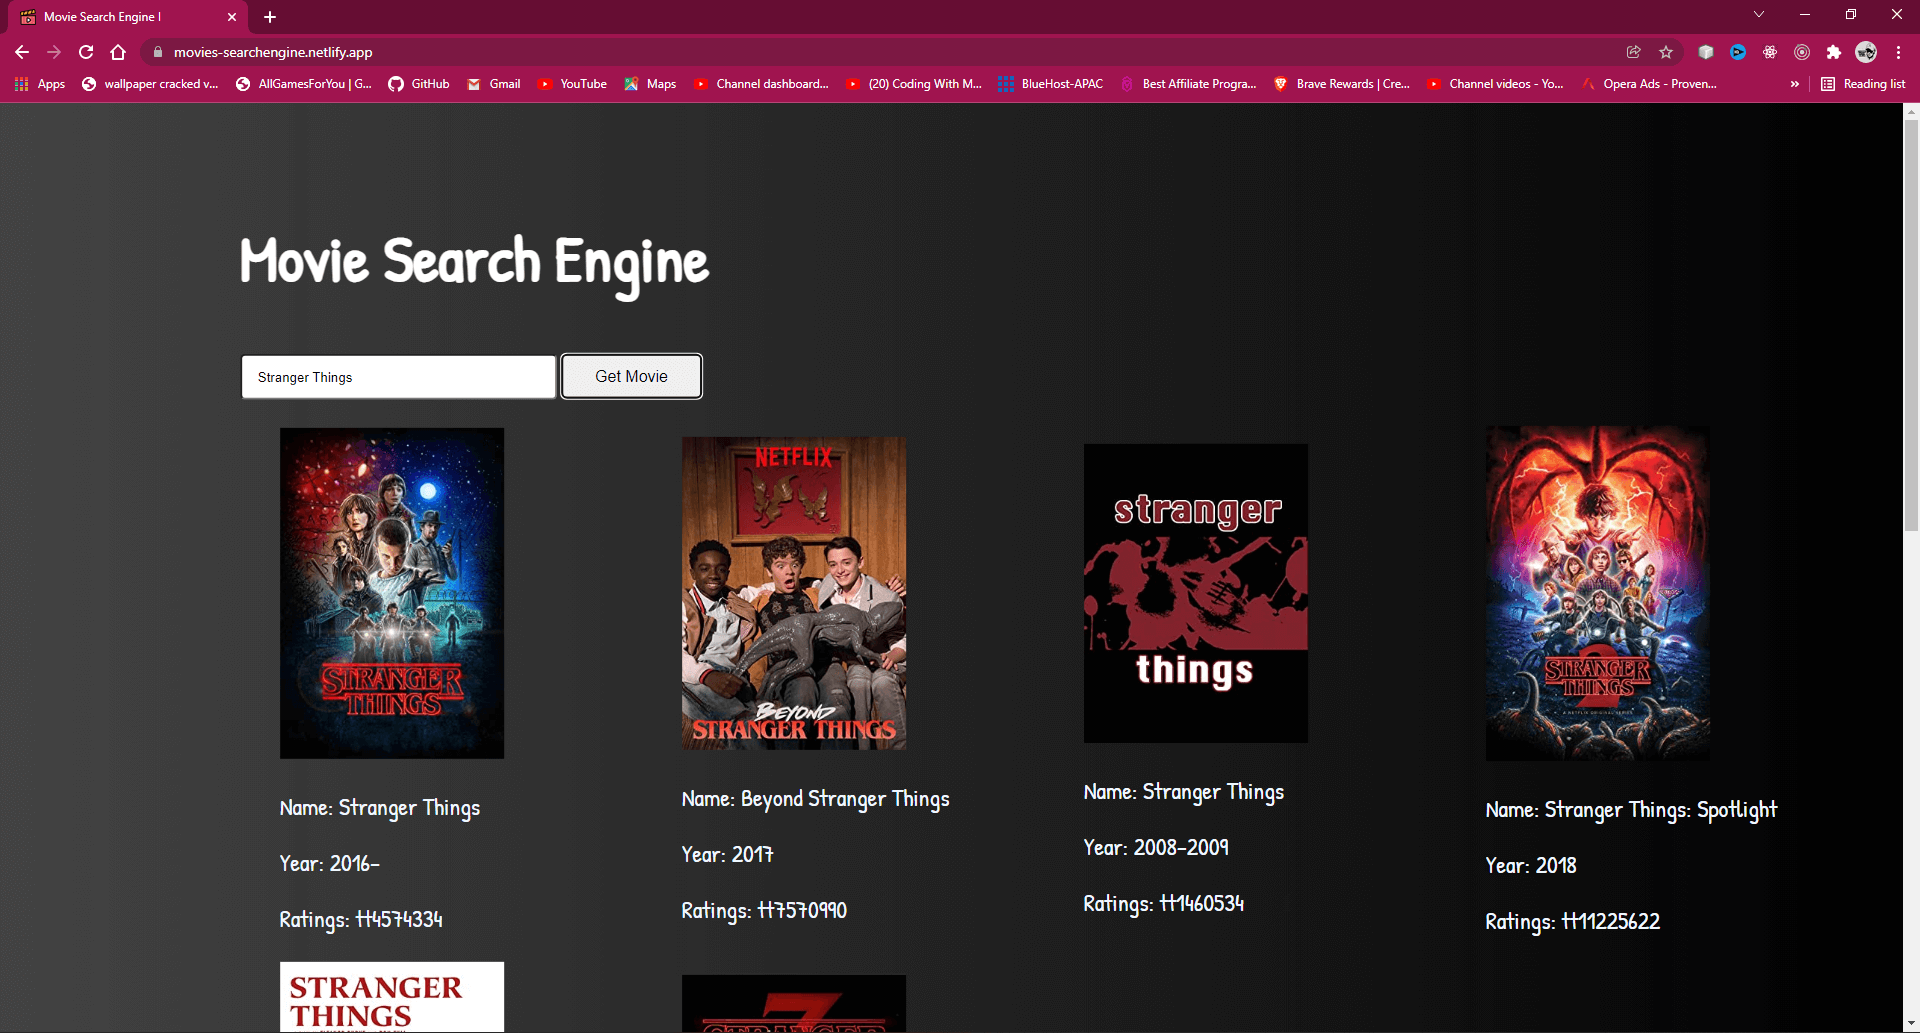 Movie Search Engine |
movies-searchengine.netlify.app
Apps
wallpaper cracked v...
AllGamesForYou | G...
GitHub
Gmail
YouTube
Maps
Channel dashboard...
(20) Coding With M...
BlueHost-APAC
Best Affiliate Progra...
Brave Rewards | Cre...
Channel videos - Yo...
Opera Ads - Proven...
»
Reading list
Movie Search Engine
Stranger Things
Get Movie
STRANGER
THINGS
NETFLIX
BEYOND
STRANGER THINGS
stranger
things
2
STRANGER
THINGS
A NETFLIX ORIGINAL SERIES
Name: Stranger Things
Year: 2016–
Ratings: tt4574334
Name: Beyond Stranger Things
Year: 2017
Ratings: tt7570990
Name: Stranger Things
Year: 2008–2009
Ratings: tt1460534
Name: Stranger Things: Spotlight
Year: 2018
Ratings: tt11225622
STRANGER
THINGS
STRANGER